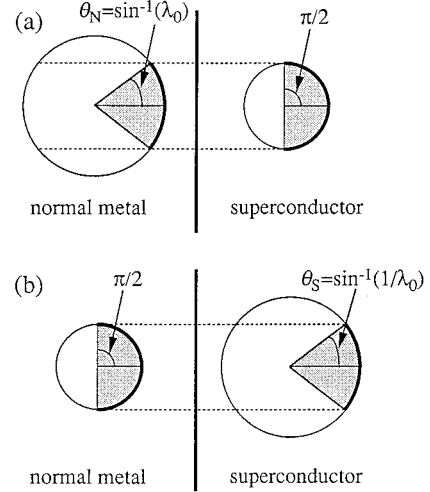 (a)
θN=sin-1(λ0)
π/2
normal metal
superconductor
(b)
π/2
θS=sin-1(1/λ0)
normal metal
superconductor